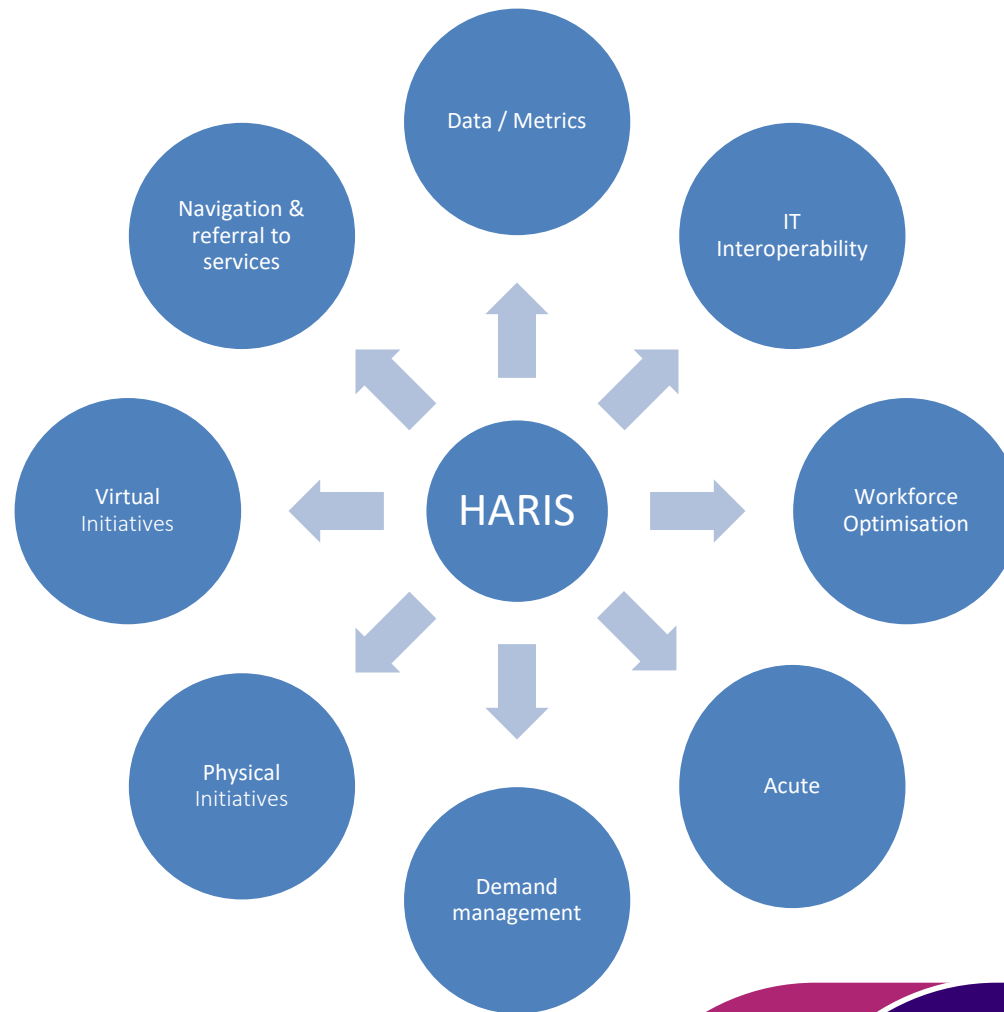 Data / Metrics
IT
Interoperability
Workforce
Optimisation
Acute
Demand
management
Physical
Initiatives
Virtual
Initiatives
Navigation &
referral to
services
HARIS